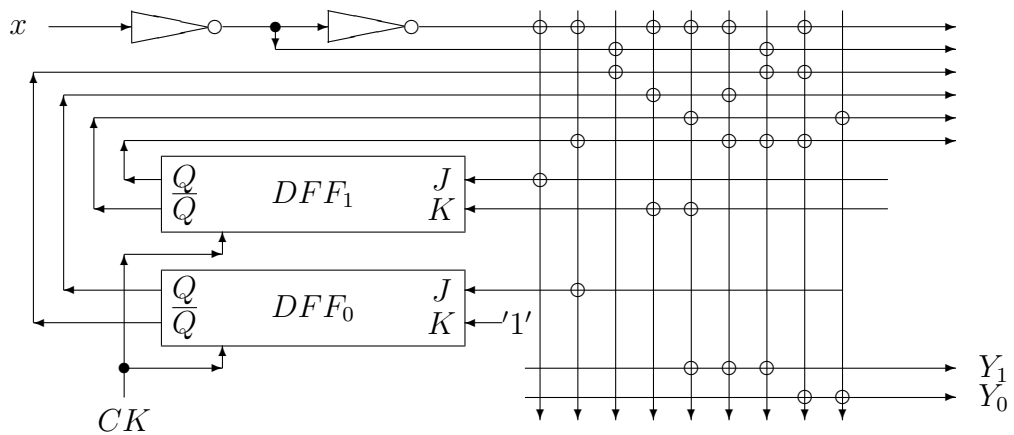 x
Q DFF₁ J
Q̅ K
Q DFF₀ J
Q̅ K '1'
Y₁
Y₀
CK